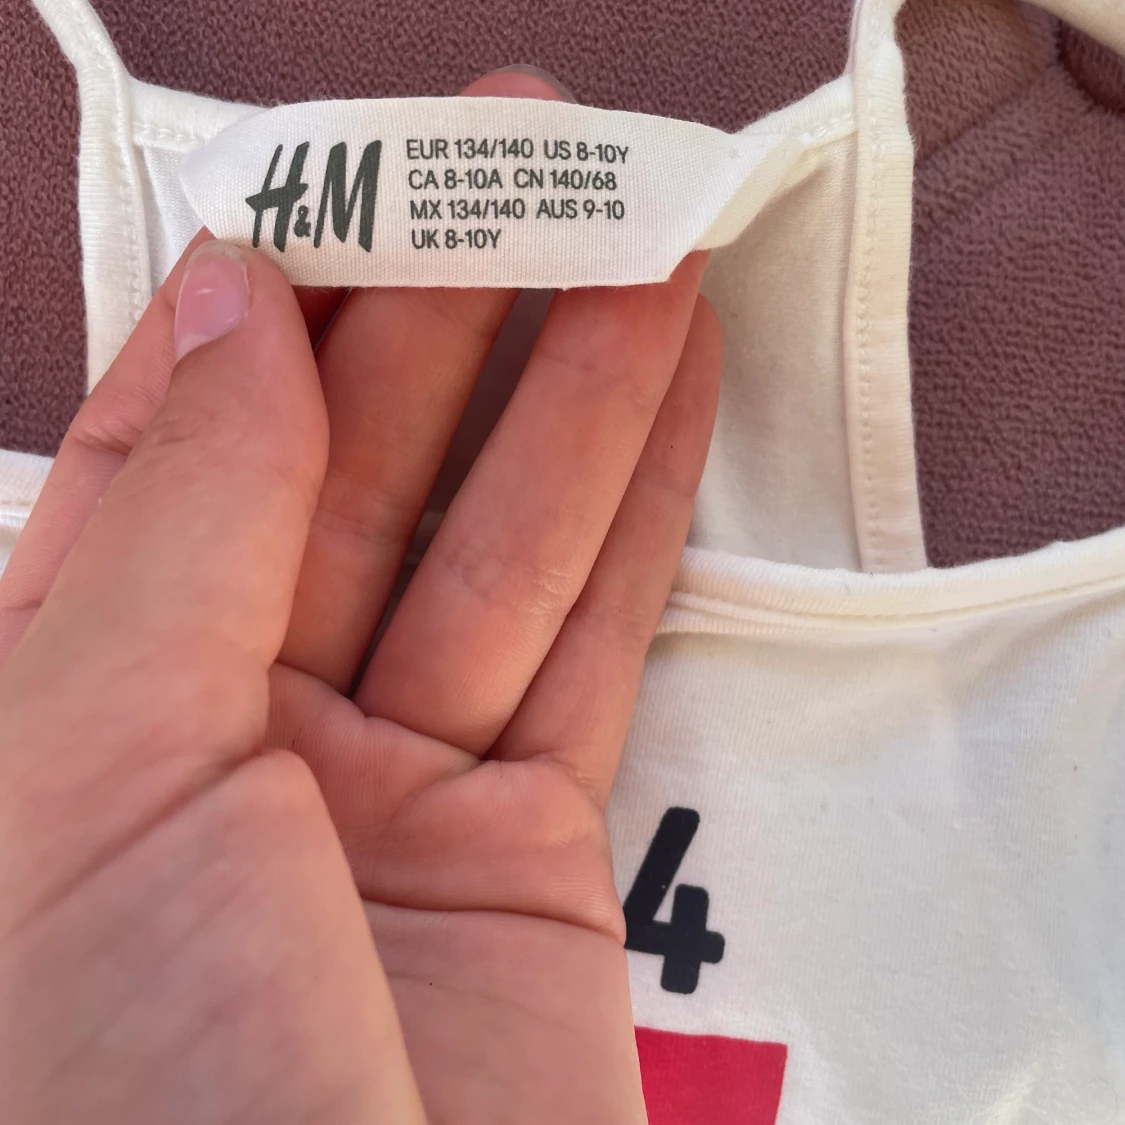 H&M
EUR 134/140 US 8-10Y
CA 8-10A CN 140/68
MX 134/140 AUS 9-10
UK 8-10Y
4